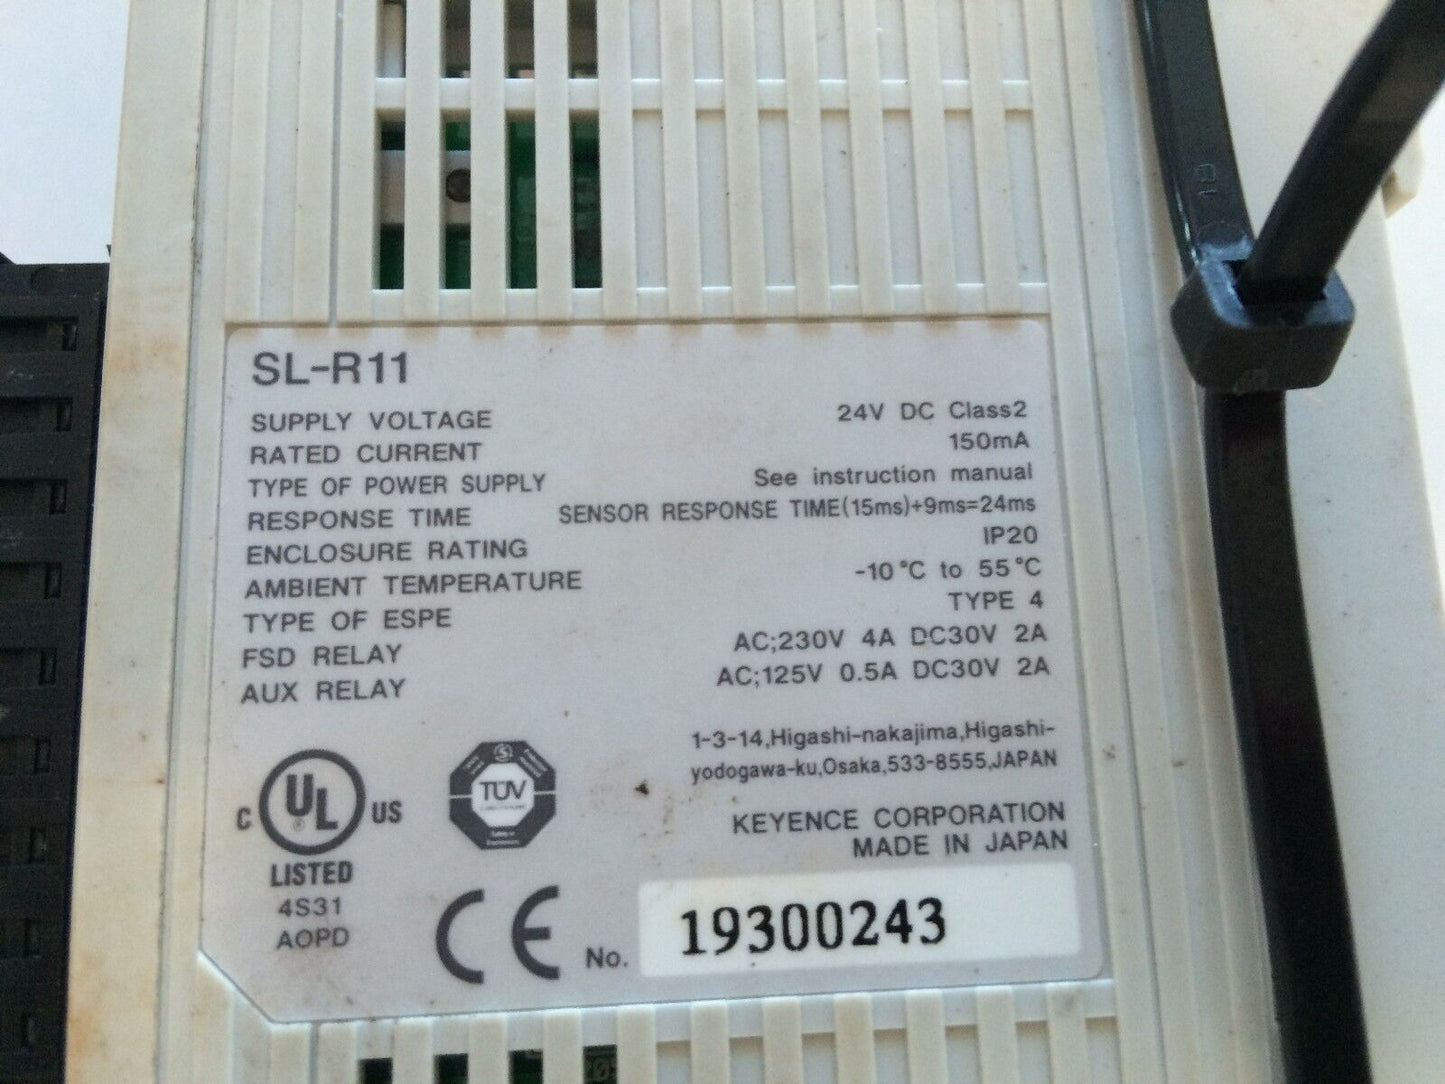 SL-R11
SUPPLY VOLTAGE 24V DC Class2
RATED CURRENT 150mA
TYPE OF POWER SUPPLY See instruction manual
RESPONSE TIME SENSOR RESPONSE TIME(15ms)+9ms=24ms
ENCLOSURE RATING IP20
AMBIENT TEMPERATURE -10°C to 55°C
TYPE OF ESPE TYPE 4
FSD RELAY AC;230V 4A DC30V 2A
AUX RELAY AC;125V 0.5A DC30V 2A
1-3-14,Higashi-nakajima,Higashi-
yodogawa-ku,Osaka,533-8555,JAPAN
KEYENCE CORPORATION
MADE IN JAPAN
C UL ® US
LISTED
4S31
AOPD
TÜV
CE
No. 19300243